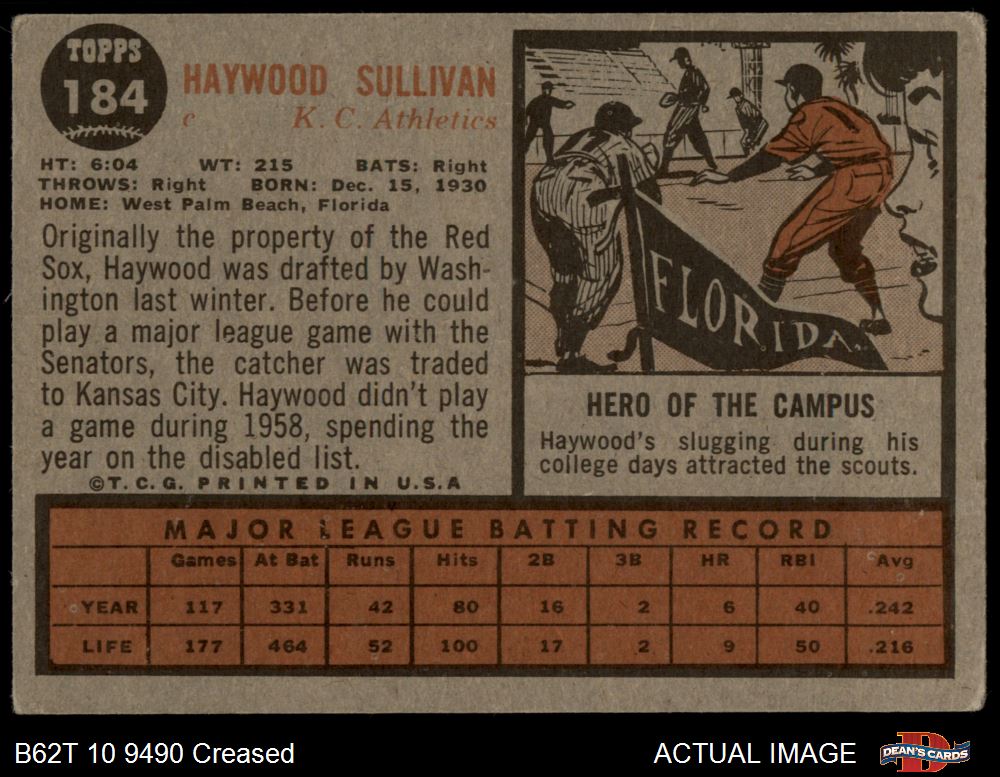 TOPPS
184
HAYWOOD SULLIVAN
c K. C. Athletics
HT: 6:04 WT: 215 BATS: Right
THROWS: Right BORN: Dec. 15, 1930
HOME: West Palm Beach, Florida
Originally the property of the Red
Sox, Haywood was drafted by Wash-
ington last winter. Before he could
play a major league game with the
Senators, the catcher was traded
to Kansas City. Haywood didn't play
a game during 1958, spending the
year on the disabled list.
©T. C. G. PRINTED IN U.S.A
FLORIDA
HERO OF THE CAMPUS
Haywood's slugging during his
college days attracted the scouts.
MAJOR LEAGUE BATTING RECORD
Games At Bat Runs Hits 2B 3B HR RBI Avg
YEAR 117 331 42 80 16 2 6 40 .242
LIFE 177 464 52 100 17 2 9 50 .216
B62T 10 9490 Creased
ACTUAL IMAGE
DEAN'S CARDS